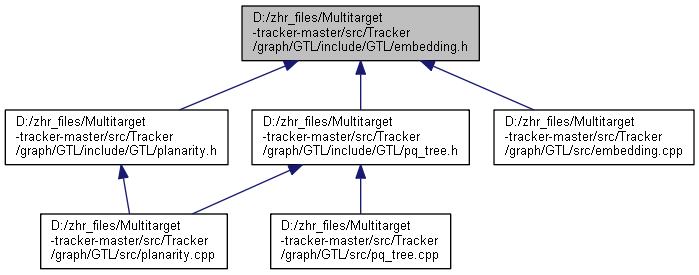 D:/zhr_files/Multitarget
-tracker-master/src/Tracker
/graph/GTL/include/GTL/embedding.h
D:/zhr_files/Multitarget
-tracker-master/src/Tracker
/graph/GTL/include/GTL/planarity.h
D:/zhr_files/Multitarget
-tracker-master/src/Tracker
/graph/GTL/include/GTL/pq_tree.h
D:/zhr_files/Multitarget
-tracker-master/src/Tracker
/graph/GTL/src/embedding.cpp
D:/zhr_files/Multitarget
-tracker-master/src/Tracker
/graph/GTL/src/planarity.cpp
D:/zhr_files/Multitarget
-tracker-master/src/Tracker
/graph/GTL/src/pq_tree.cpp